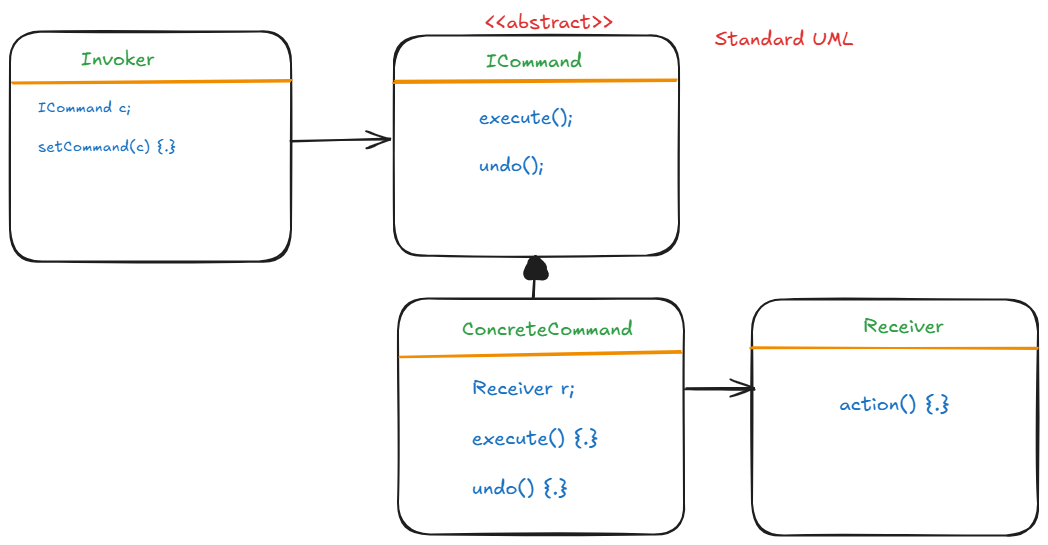 <<abstract>>
Standard UML
Invoker
ICommand c;
setCommand(c) {.}
ICommand
execute();
undo();
ConcreteCommand
Receiver r;
execute() {.}
undo() {.}
Receiver
action() {.}